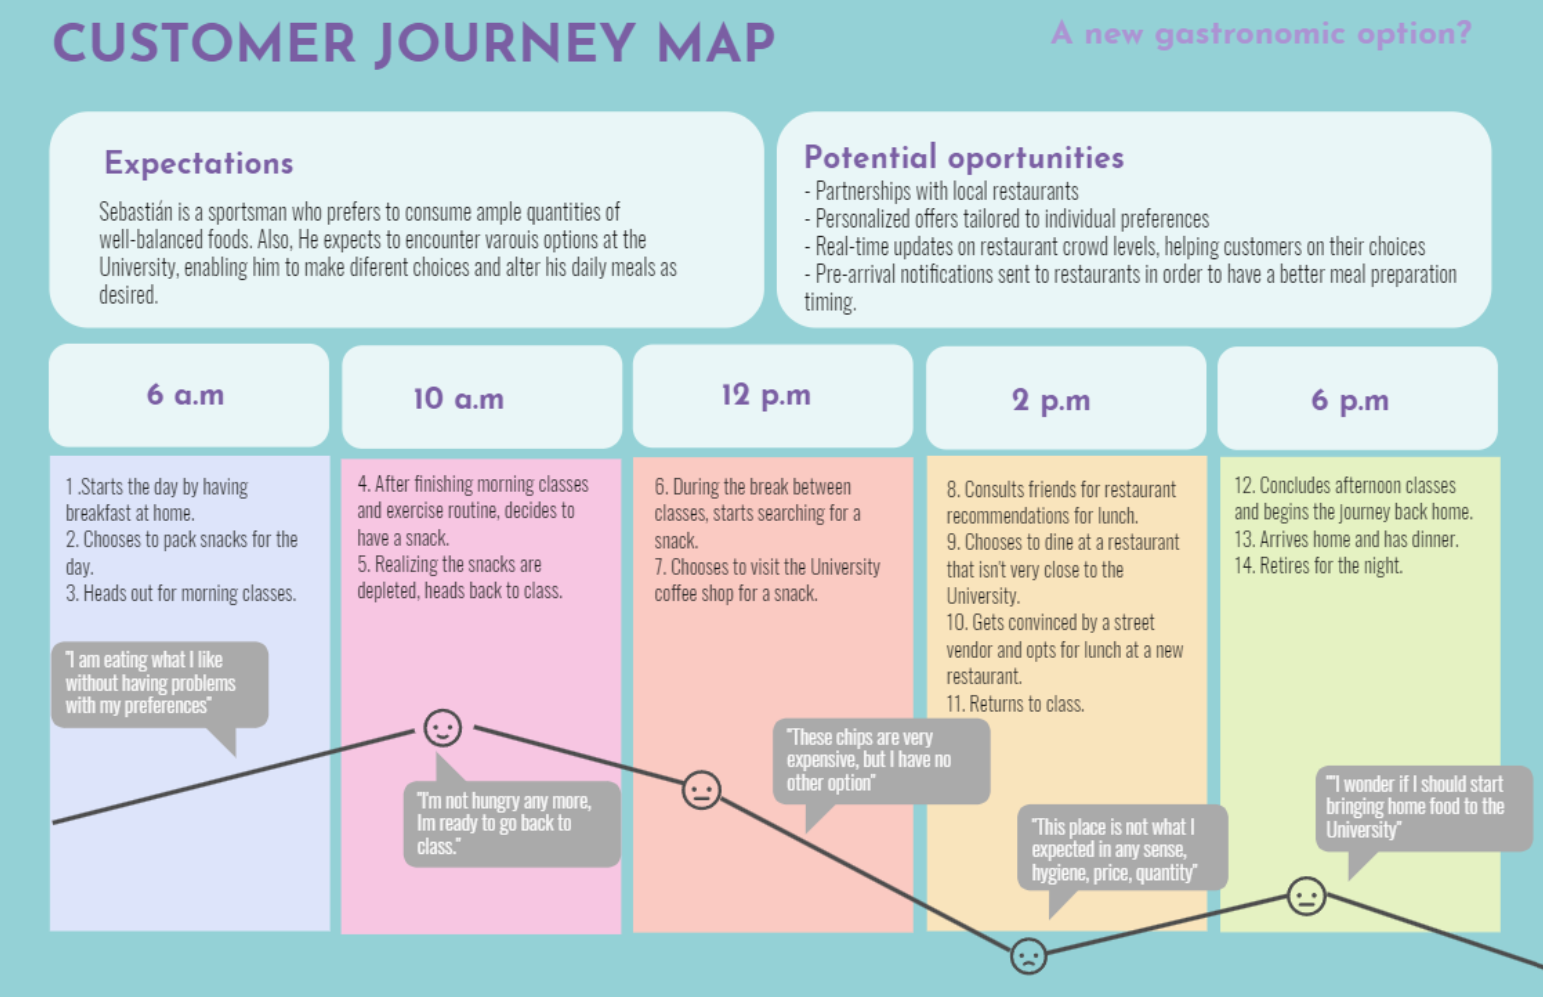 CUSTOMER JOURNEY MAP
A new gastronomic option?
Expectations
Sebastián is a sportsman who prefers to consume ample quantities of
well-balanced foods. Also, He expects to encounter varouis options at the
University, enabling him to make diferent choices and alter his daily meals as
desired.
Potential oportunities
- Partnerships with local restaurants
- Personalized offers tailored to individual preferences
- Real-time updates on restaurant crowd levels, helping customers on their choices
- Pre-arrival notifications sent to restaurants in order to have a better meal preparation
timing.
6 a.m
1 .Starts the day by having
breakfast at home.
2. Chooses to pack snacks for the
day.
3. Heads out for morning classes.
"I am eating what I like
without having problems
with my preferences"
10 a.m
4. After finishing morning classes
and exercise routine, decides to
have a snack.
5. Realizing the snacks are
depleted, heads back to class.
"I'm not hungry any more,
Im ready to go back to
class."
12 p.m
6. During the break between
classes, starts searching for a
snack.
7. Chooses to visit the University
coffee shop for a snack.
"These chips are very
expensive, but I have no
other option"
2 p.m
8. Consults friends for restaurant
recommendations for lunch.
9. Chooses to dine at a restaurant
that isn't very close to the
University.
10. Gets convinced by a street
vendor and opts for lunch at a new
restaurant.
11. Returns to class.
"This place is not what I
expected in any sense,
hygiene, price, quantity"
6 p.m
12. Concludes afternoon classes
and begins the journey back home.
13. Arrives home and has dinner.
14. Retires for the night.
""I wonder if I should start
bringing home food to the
University"